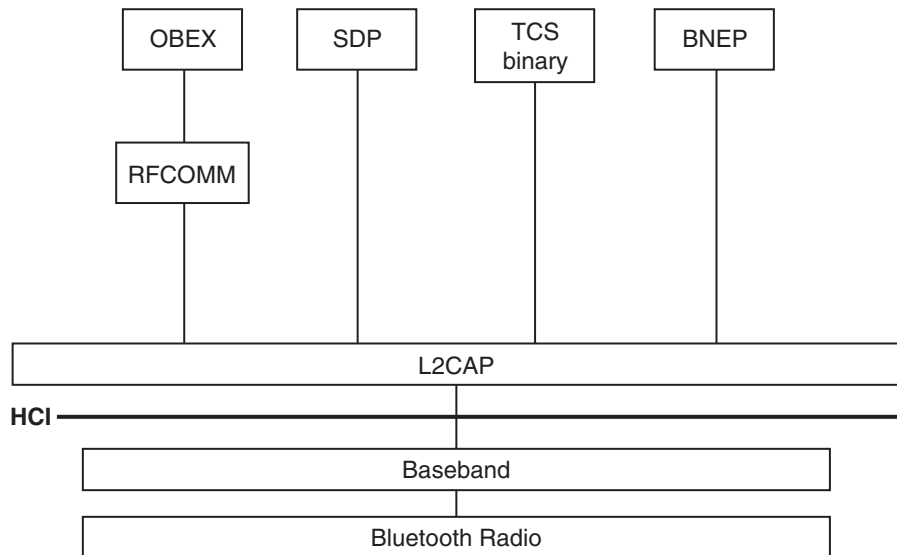 OBEX
SDP
TCS
binary
BNEP
RFCOMM
L2CAP
HCI
Baseband
Bluetooth Radio